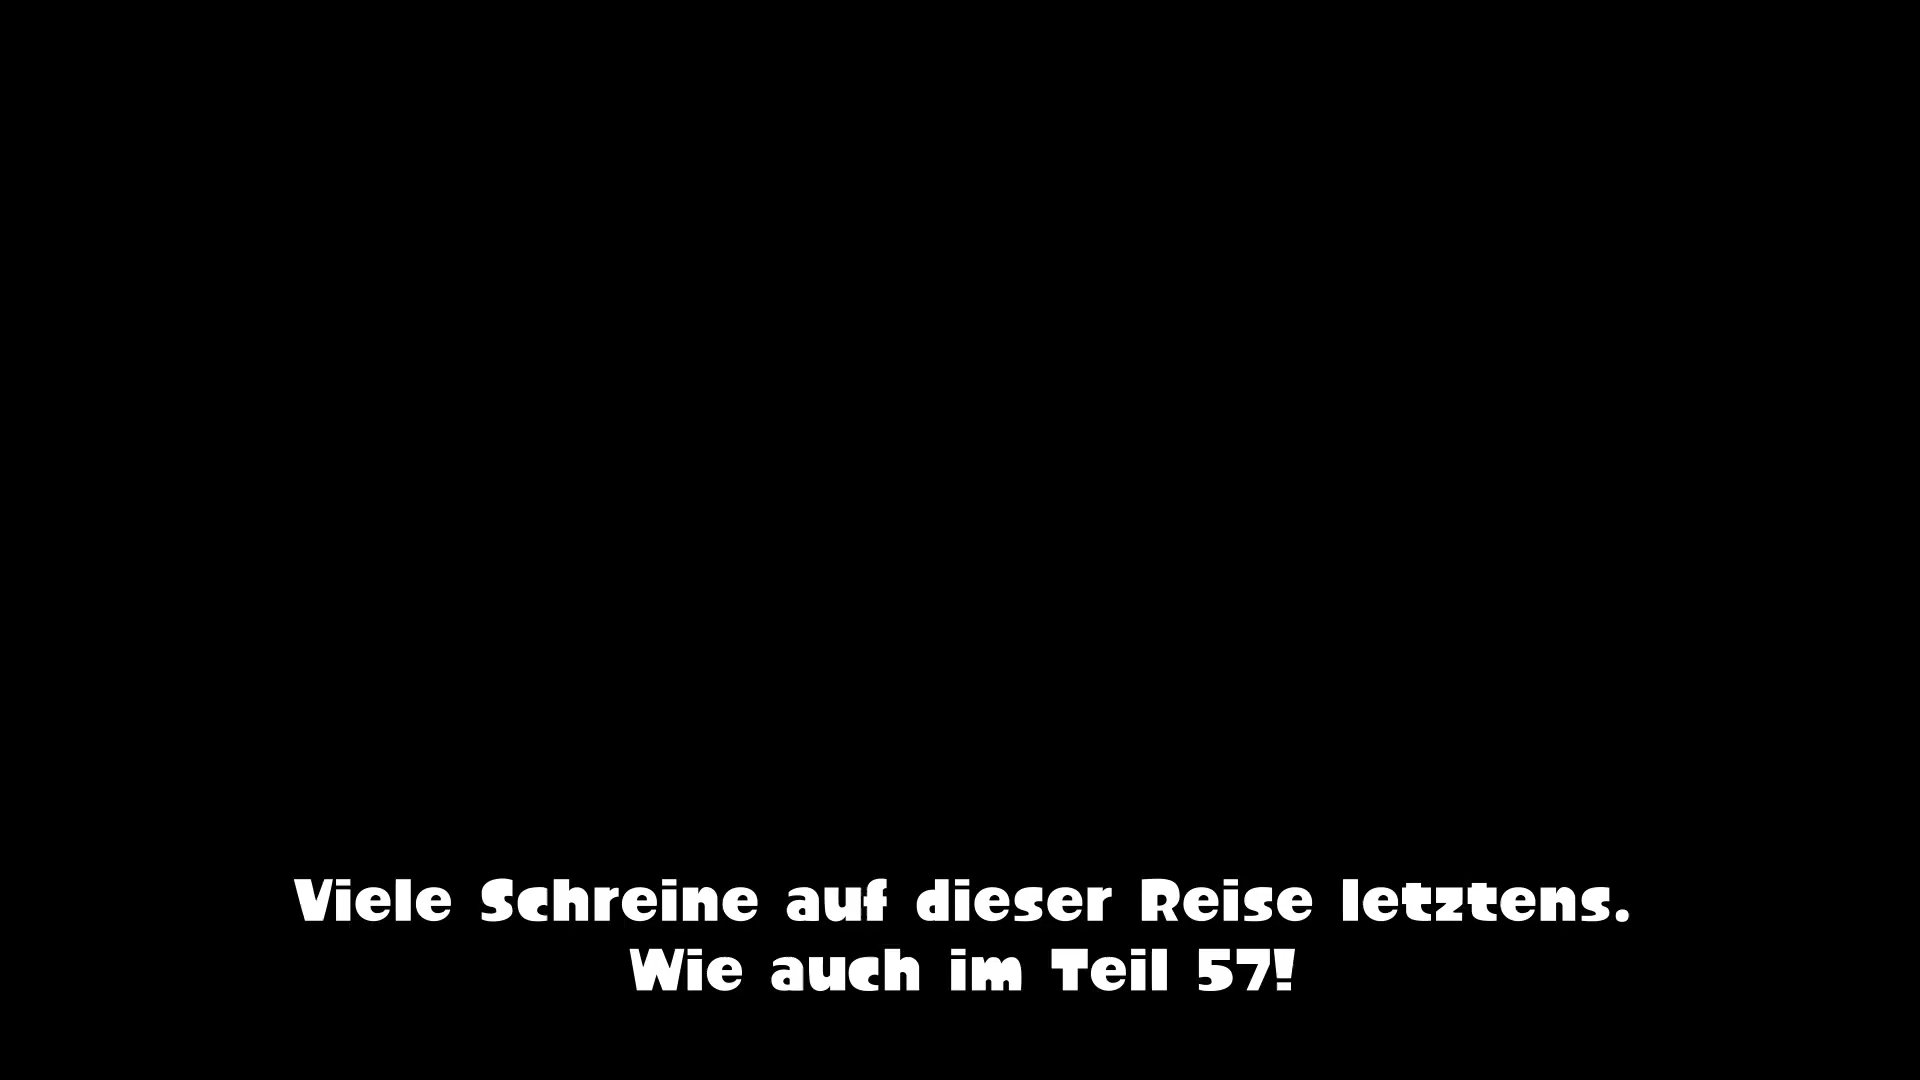 Viele Schreine auf dieser Reise letztens.
Wie auch im Teil 57!